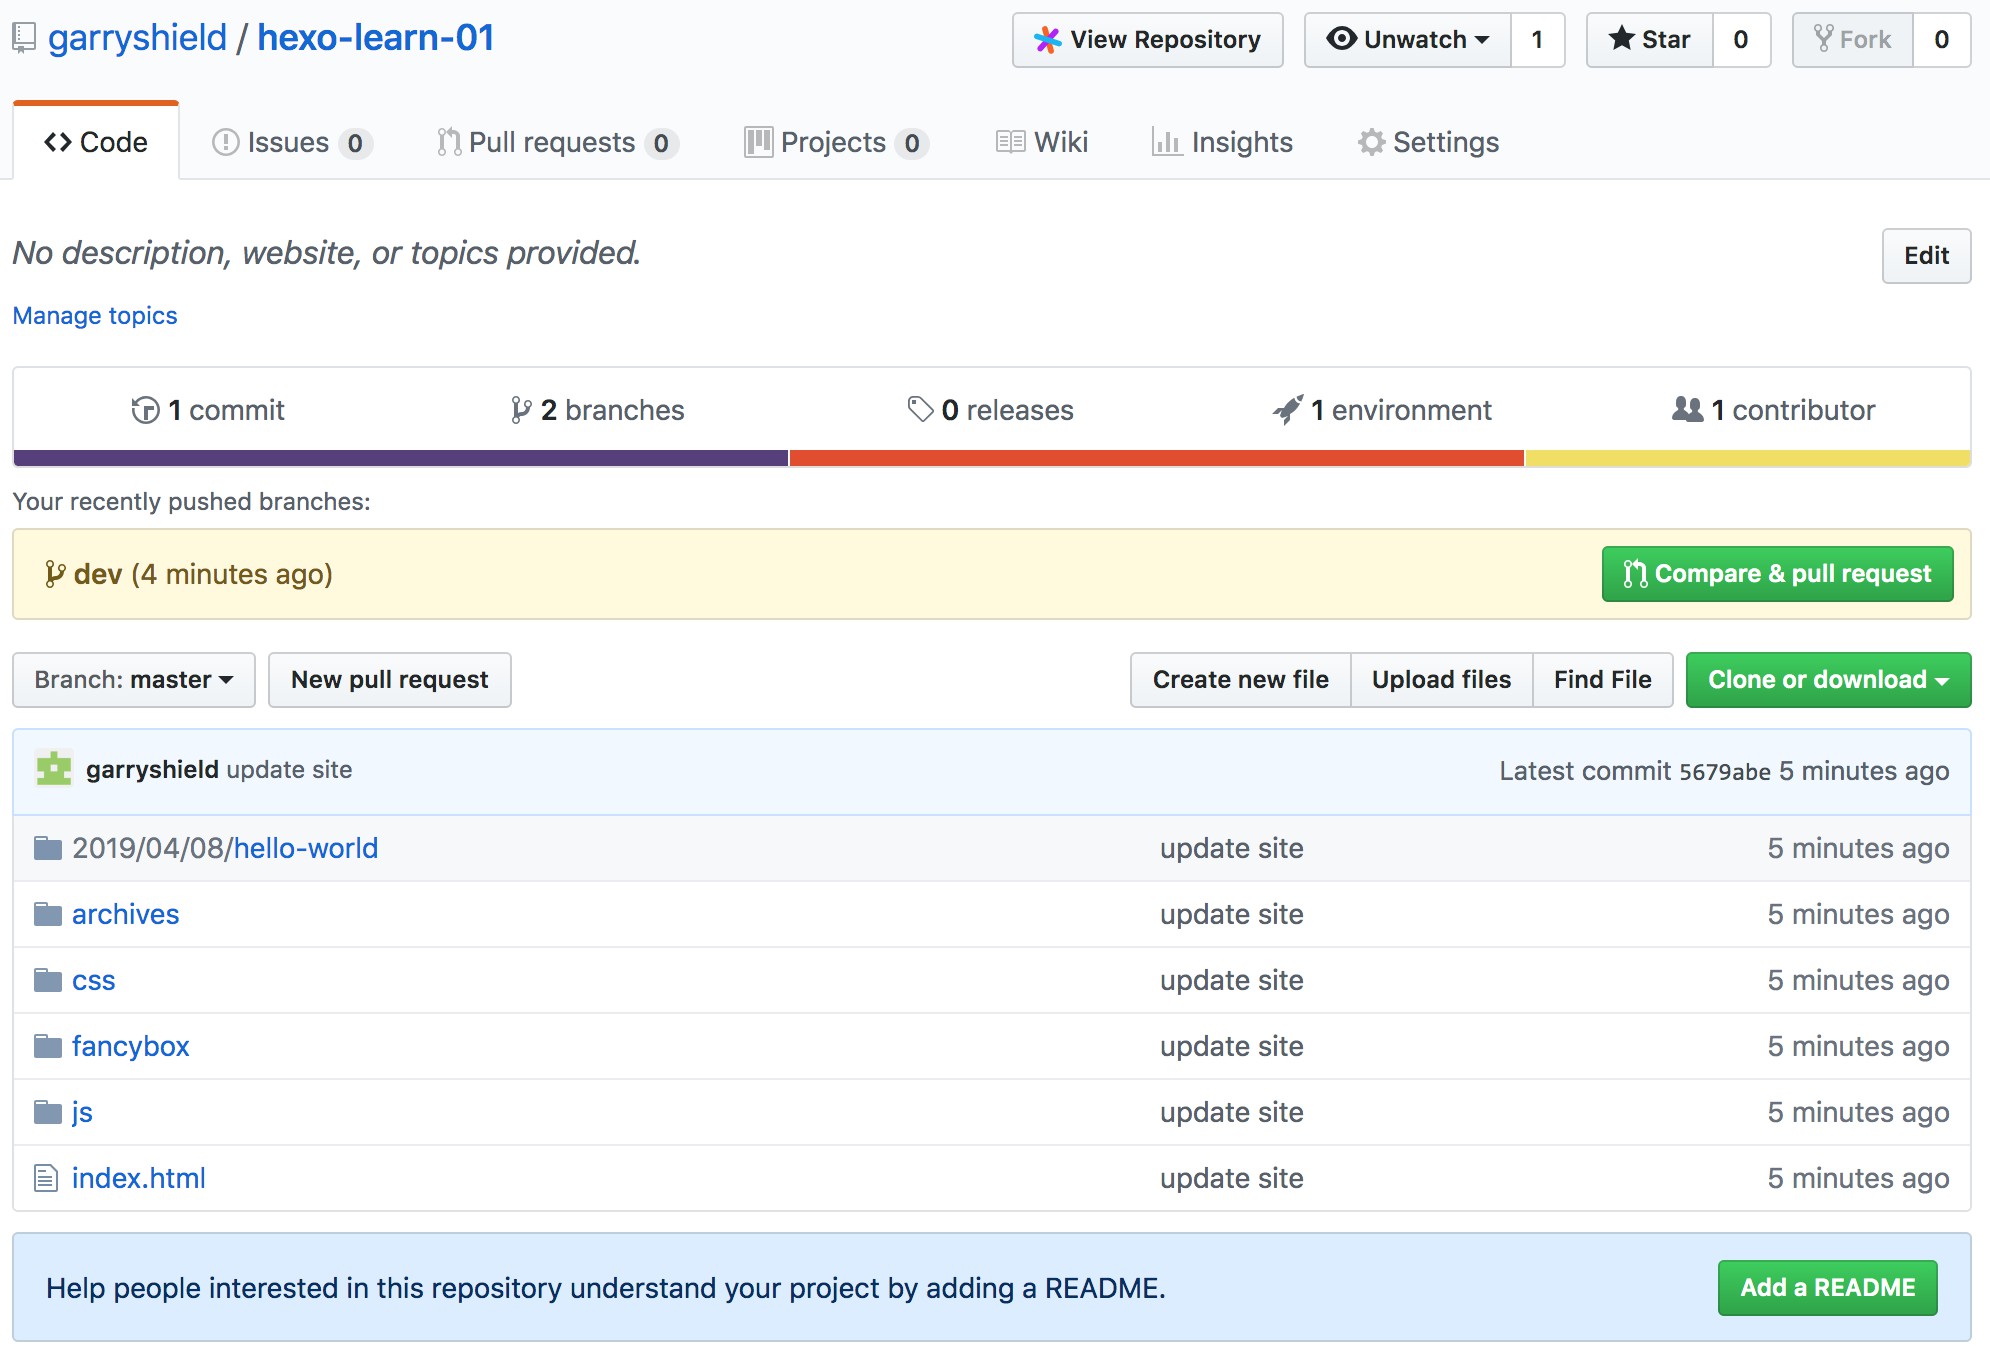 garryshield / hexo-learn-01 View Repository Unwatch 1 Star 0 Fork 0
Code Issues 0 Pull requests 0 Projects 0 Wiki Insights Settings
No description, website, or topics provided. Edit
Manage topics
1 commit 2 branches 0 releases 1 environment 1 contributor
Your recently pushed branches:
dev (4 minutes ago) Compare & pull request
Branch: master New pull request Create new file Upload files Find File Clone or download
garryshield update site Latest commit 5679abe 5 minutes ago
2019/04/08/hello-world update site 5 minutes ago
archives update site 5 minutes ago
css update site 5 minutes ago
fancybox update site 5 minutes ago
js update site 5 minutes ago
index.html update site 5 minutes ago
Help people interested in this repository understand your project by adding a README. Add a README